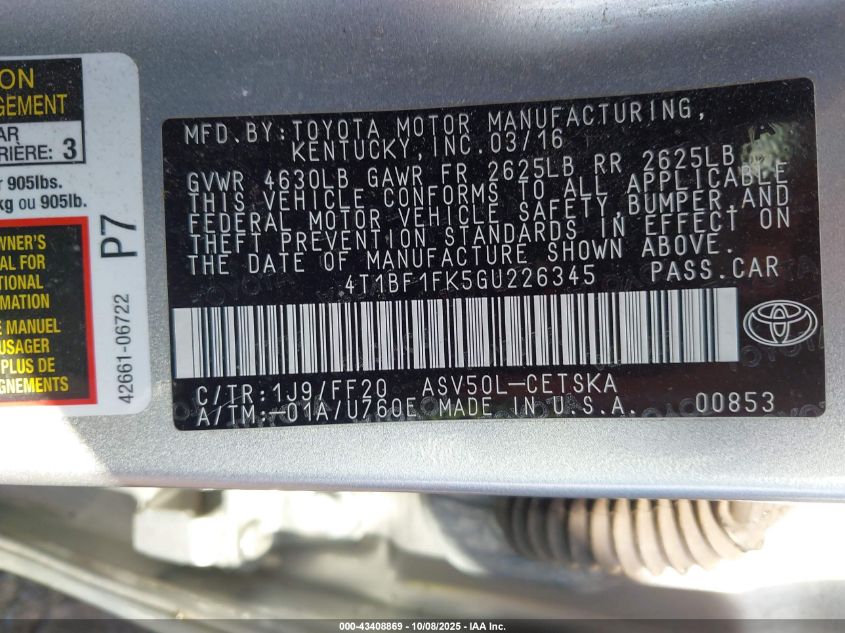 ON
GEMENT
AR
RIÈRE: 3
905lbs.
kg ou 905lb.
WNER'S
AL FOR
TIONAL
MATION
E MANUEL
USAGER
PLUS DE
SNEMENTS
P7
42661-06722
MFD.BY:TOYOTA MOTOR MANUFACTURING,
KENTUCKY,INC.03/16
GVWR 4630LB GAWR FR 2625LB RR 2625LB
THIS VEHICLE CONFORMS TO ALL APPLICABLE
FEDERAL MOTOR VEHICLE SAFETY,BUMPER,AND
THEFT PREVENTION STANDARDS IN EFFECT ON
THE DATE OF MANUFACTURE SHOWN ABOVE.
4T1BF1FK5GU226345 PASS.CAR
C/TR:1J9/FF20 ASV50L-CETSKA
A/TM:-01A/U760E MADE IN U.S.A. 00853
000-43408869 • 10/08/2025 • IAA Inc.